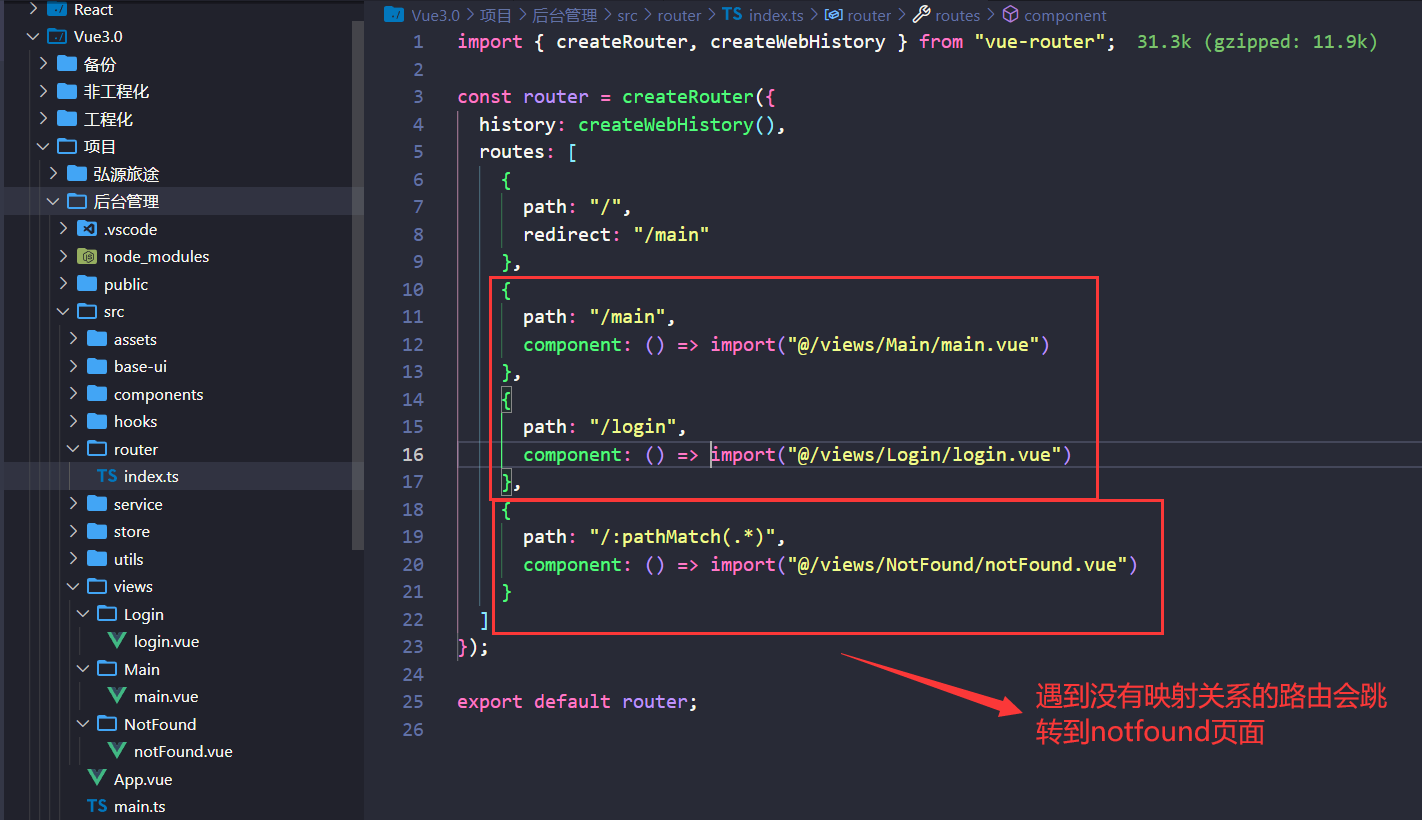 React
Vue3.0
备份
非工程化
工程化
项目
弘源旅途
后台管理
.vscode
node_modules
public
src
assets
base-ui
components
hooks
router
TS index.ts
service
store
utils
views
Login
login.vue
Main
main.vue
NotFound
notFound.vue
App.vue
TS main.ts
Vue3.0 > 项目 > 后台管理 > src > router > TS index.ts > router > routes > component
1 import { createRouter, createWebHistory } from "vue-router"; 31.3k (gzipped: 11.9k)
2
3 const router = createRouter({
4 history: createWebHistory(),
5 routes: [
6 {
7 path: "/",
8 redirect: "/main"
9 },
10 {
11 path: "/main",
12 component: () => import("@/views/Main/main.vue")
13 },
14 {
15 path: "/login",
16 component: () => import("@/views/Login/login.vue")
17 },
18 {
19 path: "/:pathMatch(.*)",
20 component: () => import("@/views/NotFound/notFound.vue")
21 }
22 ]
23 });
24
25 export default router;
26
遇到没有映射关系的路由会跳
转到notfound页面